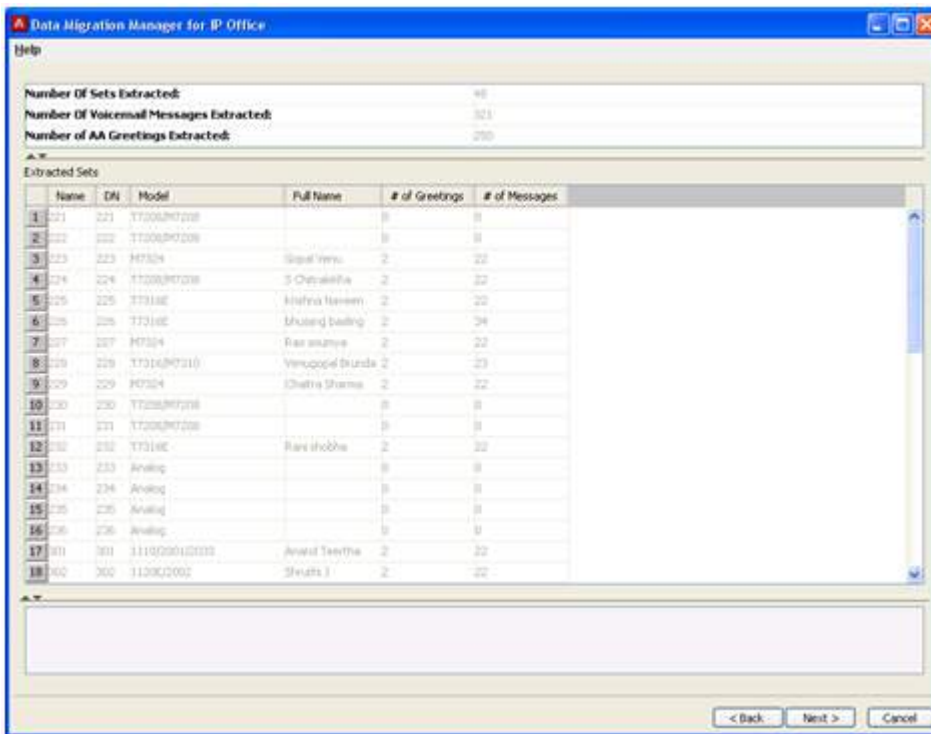 Data Migration Manager for IP Office
Help
Number Of Sets Extracted: 48
Number Of Voicemail Messages Extracted: 321
Number of AA Greetings Extracted:
Extracted Sets
Name DN Model Full Name # of Greetings # of Messages
1 221 221 T7208/M7208 0 0
2 222 222 T7208/M7208 0 0
3 223 223 M7324 Gopal Venu 2 22
4 224 224 T7208/M7208 2 22
5 225 225 T7316E Krishna Naveen 2 22
6 226 226 T7316E 2 34
7 227 227 M7324 Rao soumya 2 22
8 T7316/M7310 Venugopal Brunda 2 23
9 229 229 M7324 Chaitra Sharma 2 22
10 230 230 T7208/M7208 0 0
11 231 231 T7208/M7208 0 0
12 232 232 T7316E 2 22
13 233 233 Analog 0 0
14 234 234 Analog 0 0
15 235 235 Analog 0 0
16 236 236 Analog 0 0
17 301 301 Anand Teertha 2 22
18 302 302 1120E/2002 2 22
< Back Next > Cancel